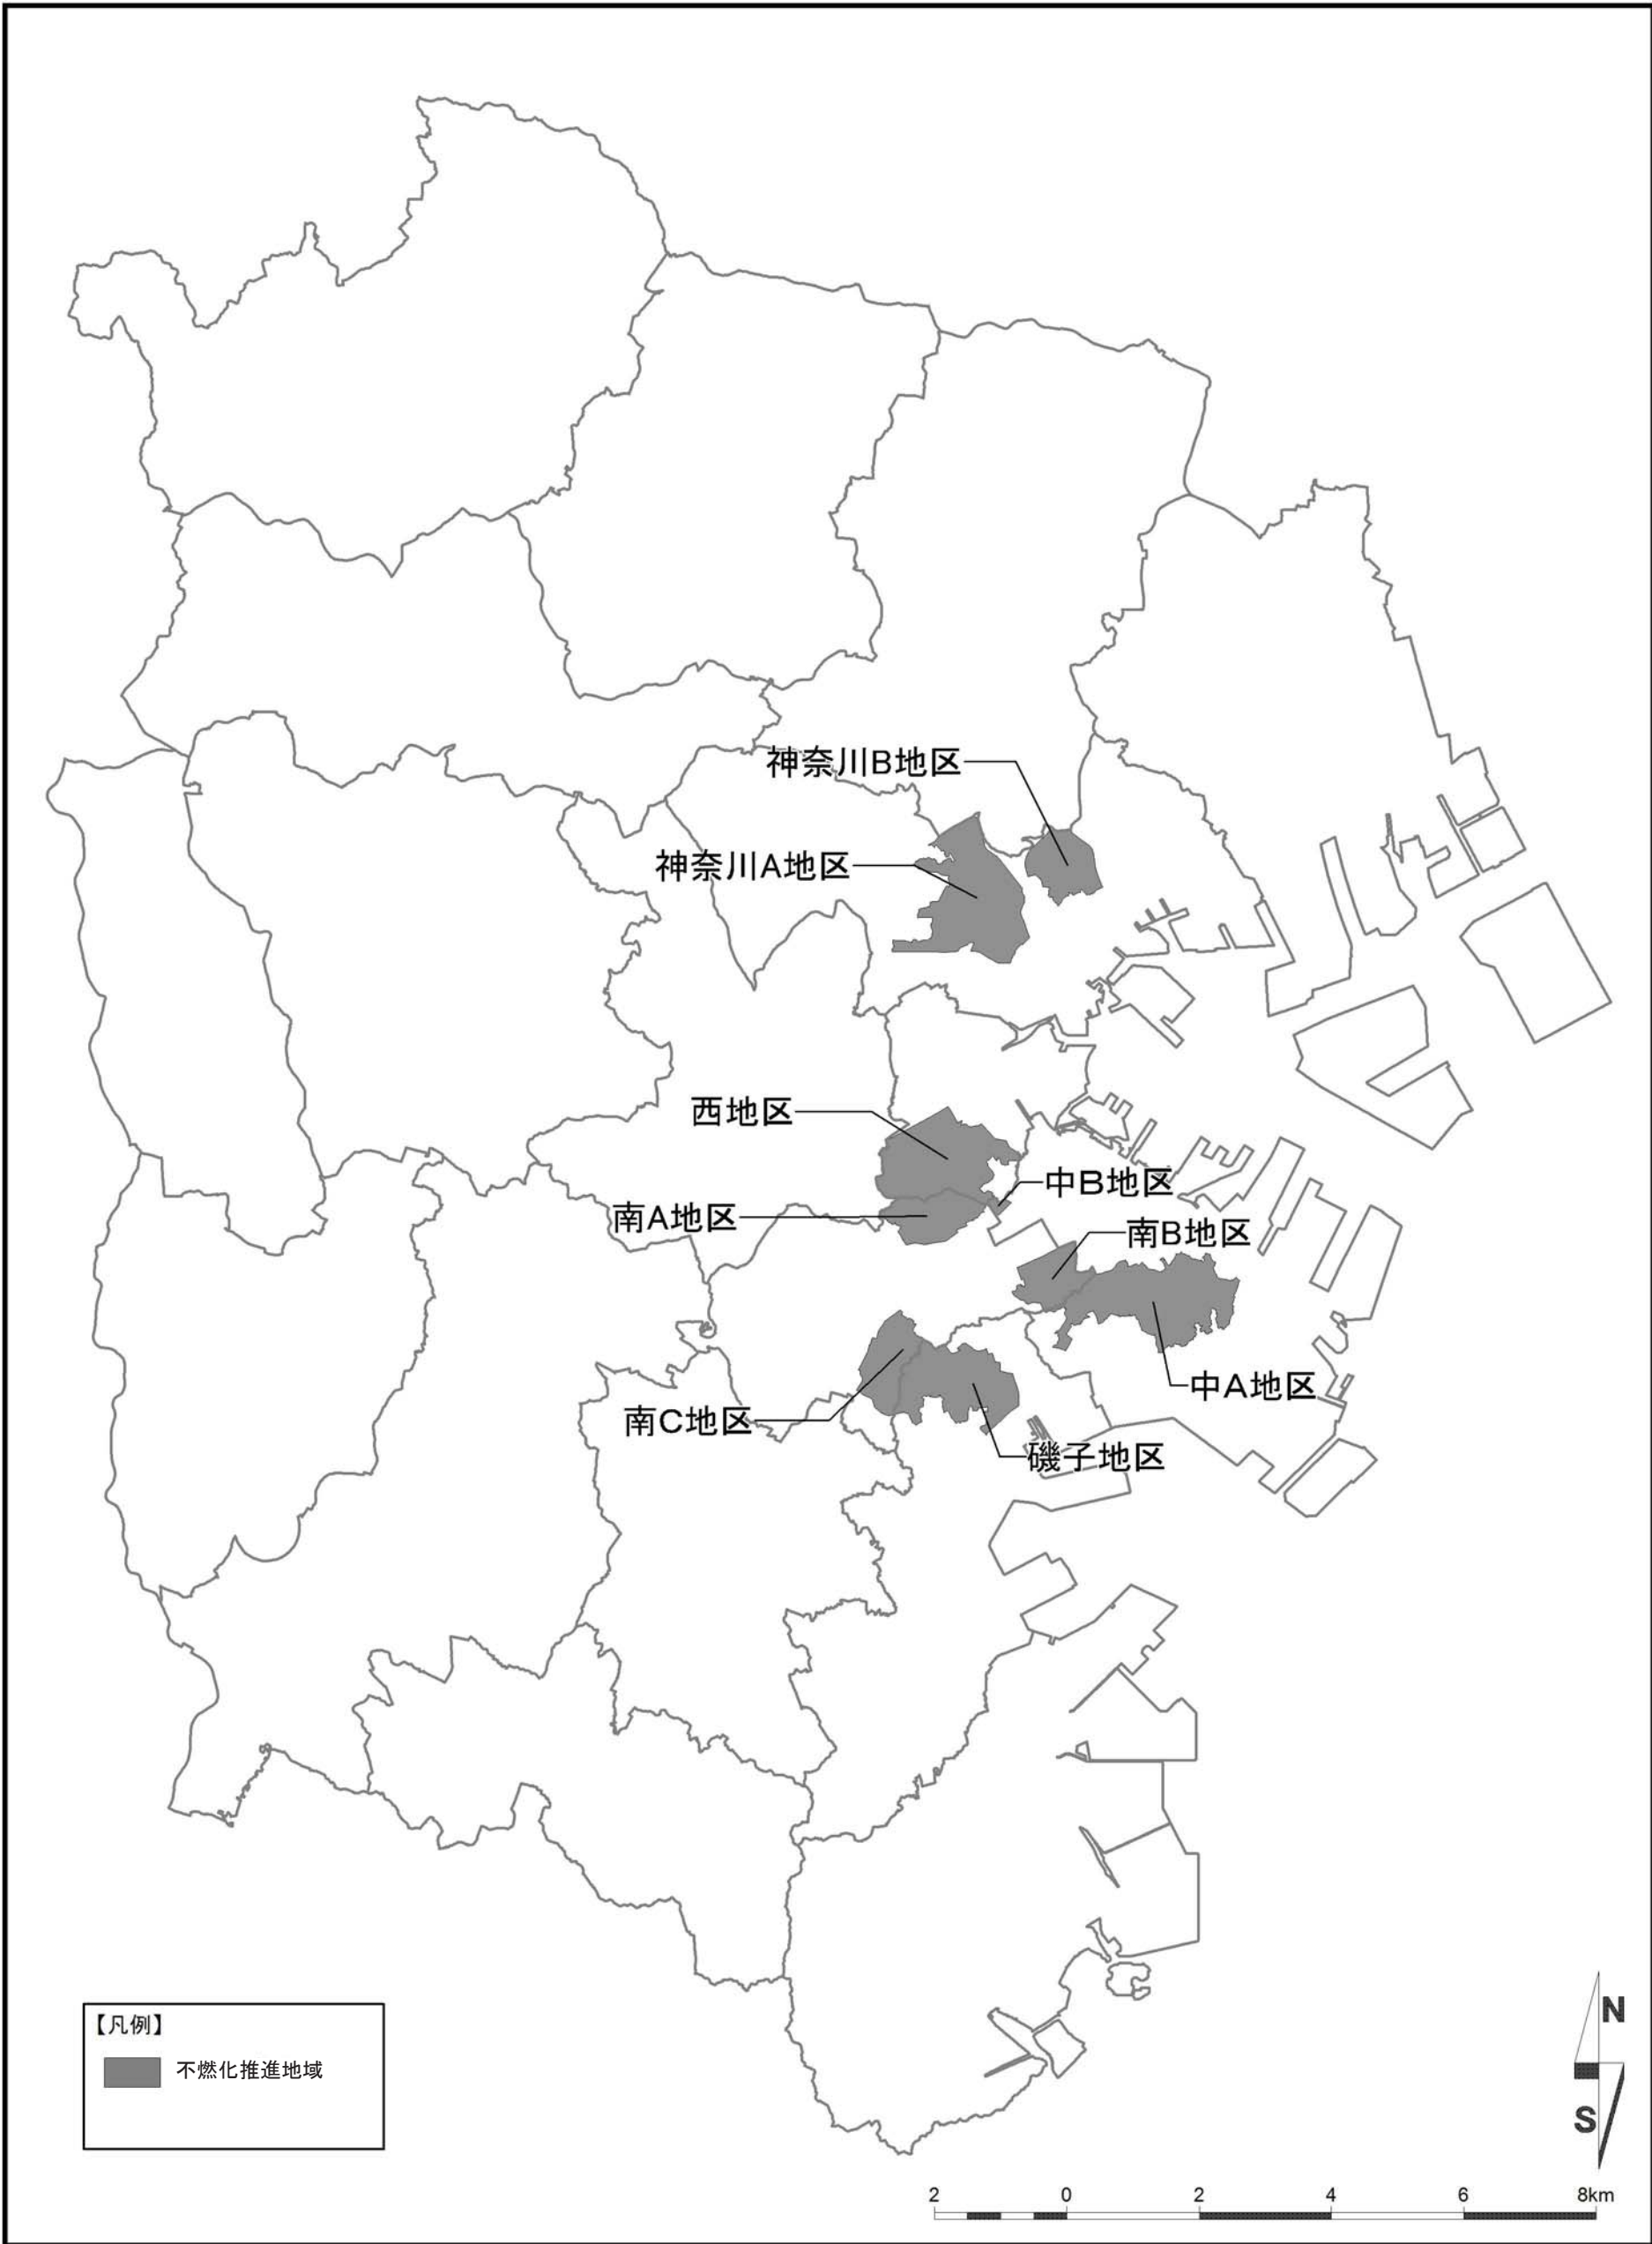 神奈川B地区
神奈川A地区
西地区
中B地区
南A地区
南B地区
中A地区
南C地区
磯子地区
【凡例】
不燃化推進地域
N
S
2 0 2 4 6 8km